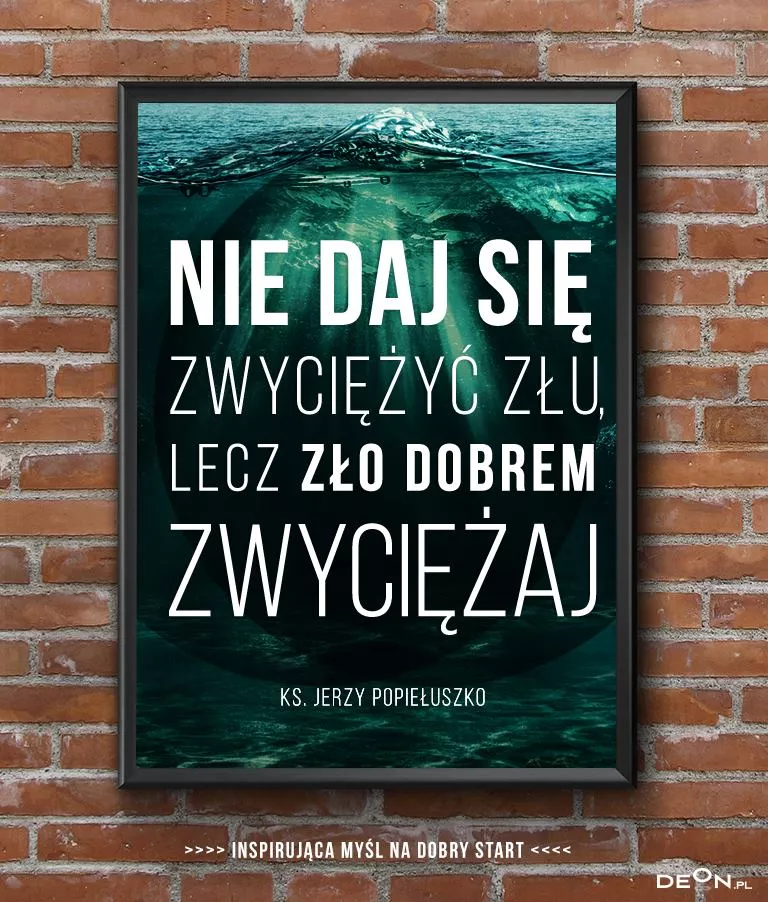 NIE DAJ SIĘ
ZWYCIĘŻYĆ ZŁU,
LECZ ZŁO DOBREM
ZWYCIĘŻAJ
KS. JERZY POPIEŁUSZKO
>>>> INSPIRUJĄCA MYŚL NA DOBRY START <<<<
DEON.PL